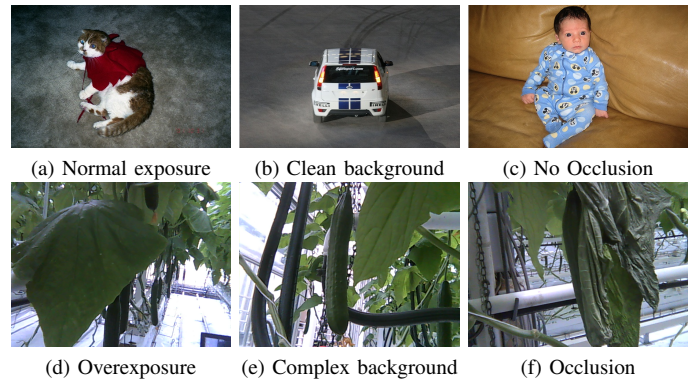 (a) Normal exposure
(b) Clean background
(c) No Occlusion
(d) Overexposure
(e) Complex background
(f) Occlusion